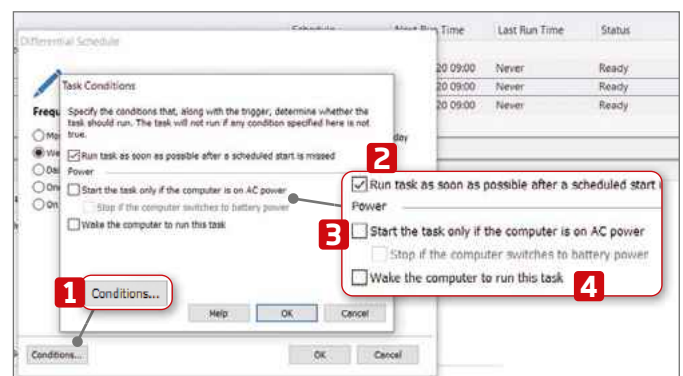 Schedule Next Run Time Last Run Time Status
Differential Schedule
20 09:00 Never Ready
20 09:00 Never Ready
20 09:00 Never Ready
Task Conditions
Specify the conditions that, along with the trigger, determine whether the
task should run. The task will not run if any condition specified here is not
true.
Run task as soon as possible after a scheduled start is missed
Power
Start the task only if the computer is on AC power
Stop if the computer switches to battery power
Wake the computer to run this task
Help OK Cancel
Freq
day
Conditions... OK Cancel
1 Conditions...
2
Run task as soon as possible after a scheduled start
Power
3 Start the task only if the computer is on AC power
Stop if the computer switches to battery power
Wake the computer to run this task
4